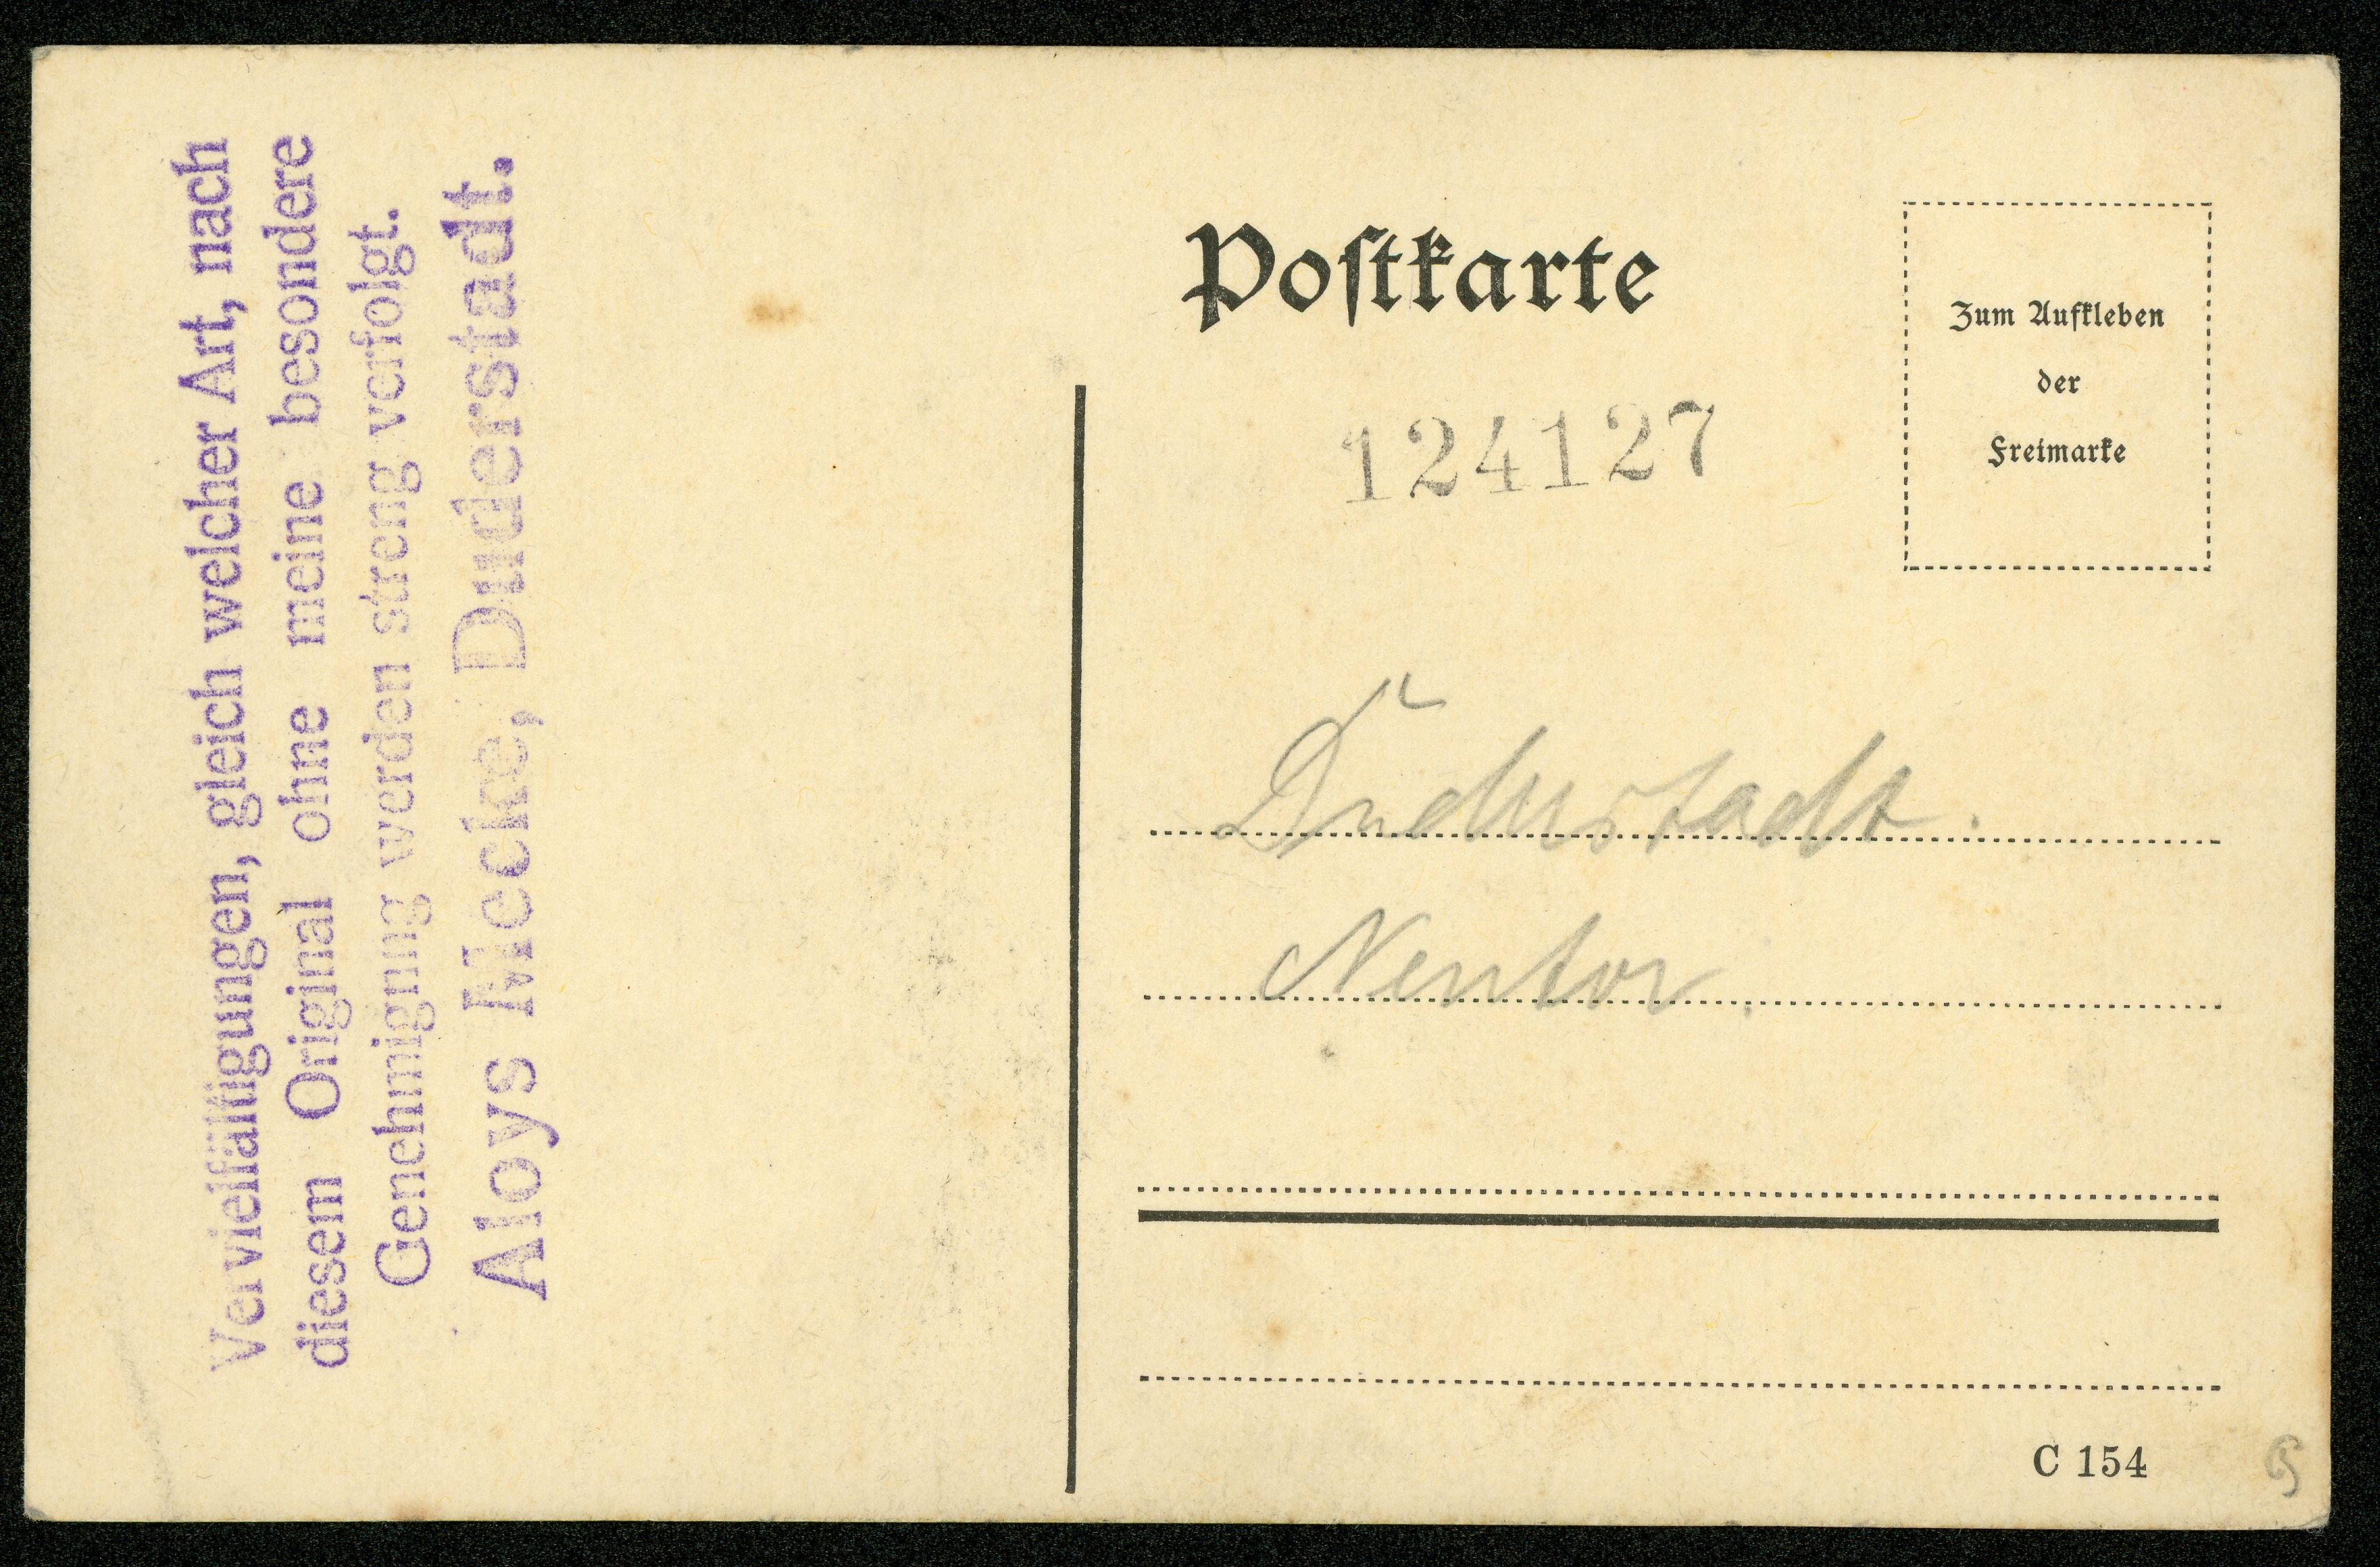 Vervielfältigungen, gleich welcher Art, nach
diesem Original ohne meine besondere
Genehmigung werden streng verfolgt.
Aloys Mecke, Duderstadt.
Poſtkarte
Zum Aufkleben
der
Freimarke
124127
Duderstadt.
Neutor.
C 154